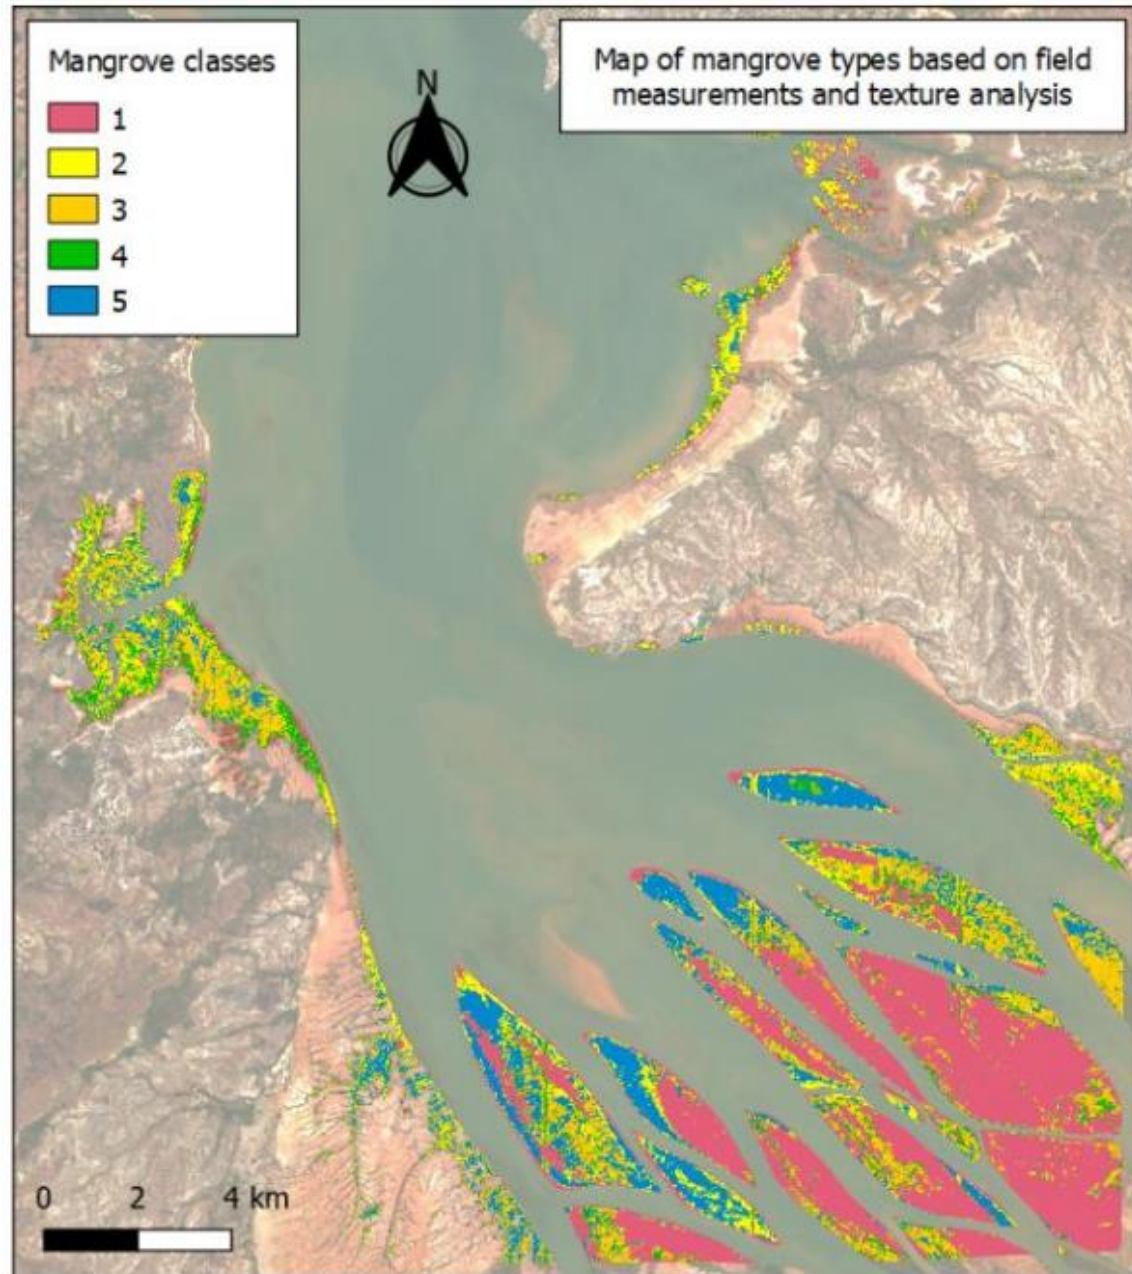 Mangrove classes
1
2
3
4
5
N
Map of mangrove types based on field
measurements and texture analysis
0 2 4 km